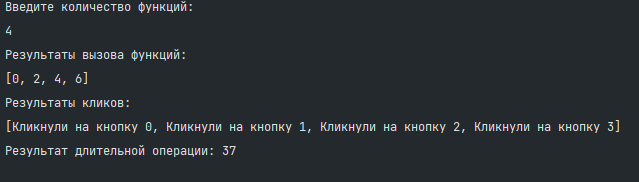 Введите количество функций:
4
Результаты вызова функций:
[0, 2, 4, 6]
Результаты кликов:
[Кликнули на кнопку 0, Кликнули на кнопку 1, Кликнули на кнопку 2, Кликнули на кнопку 3]
Результат длительной операции: 37